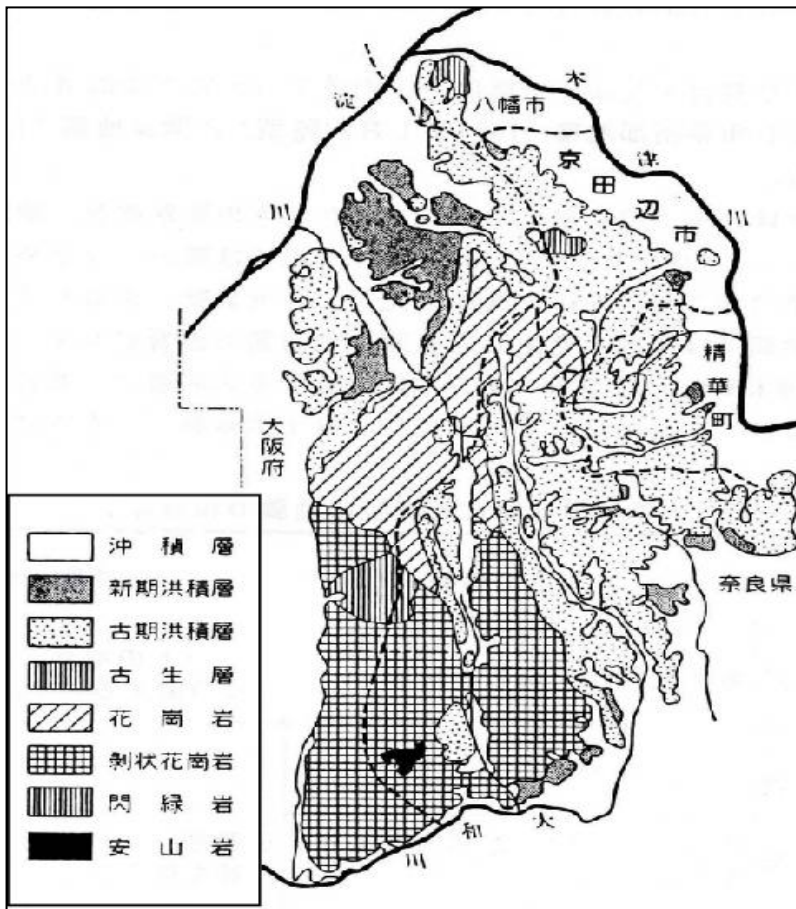 淀川
木津川
八幡市
京田辺市
精華町
大阪府
奈良県
大和川
沖積層
新期洪積層
古期洪積層
古生層
花崗岩
剝状花崗岩
閃緑岩
安山岩